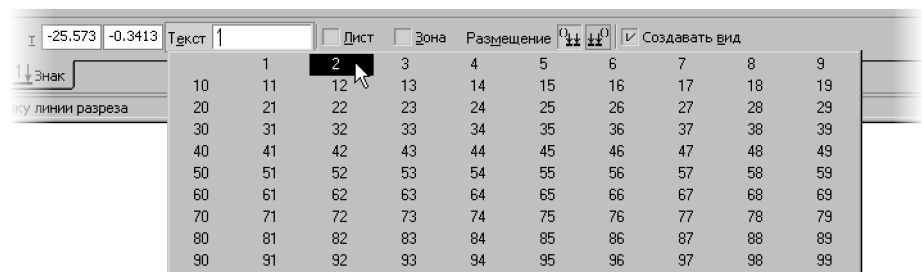 т -25.573 -0.3413 Текст 1 Лист Зона Размещение Создавать вид
Знак 1 2 3 4 5 6 7 8 9
10 11 12 13 14 15 16 17 18 19
ку линии разреза 20 21 22 23 24 25 26 27 28 29
30 31 32 33 34 35 36 37 38 39
40 41 42 43 44 45 46 47 48 49
50 51 52 53 54 55 56 57 58 59
60 61 62 63 64 65 66 67 68 69
70 71 72 73 74 75 76 77 78 79
80 81 82 83 84 85 86 87 88 89
90 91 92 93 94 95 96 97 98 99